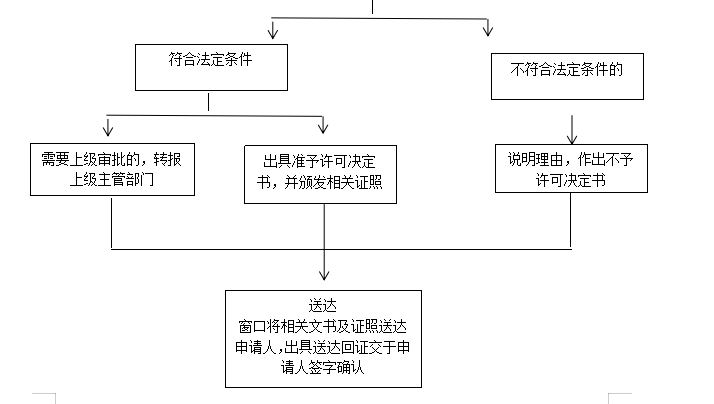 符合法定条件
不符合法定条件的
需要上级审批的，转报
上级主管部门
出具准予许可决定
书，并颁发相关证照
说明理由，作出不予
许可决定书
送达
窗口将相关文书及证照送达
申请人,出具送达回证交于申
请人签字确认